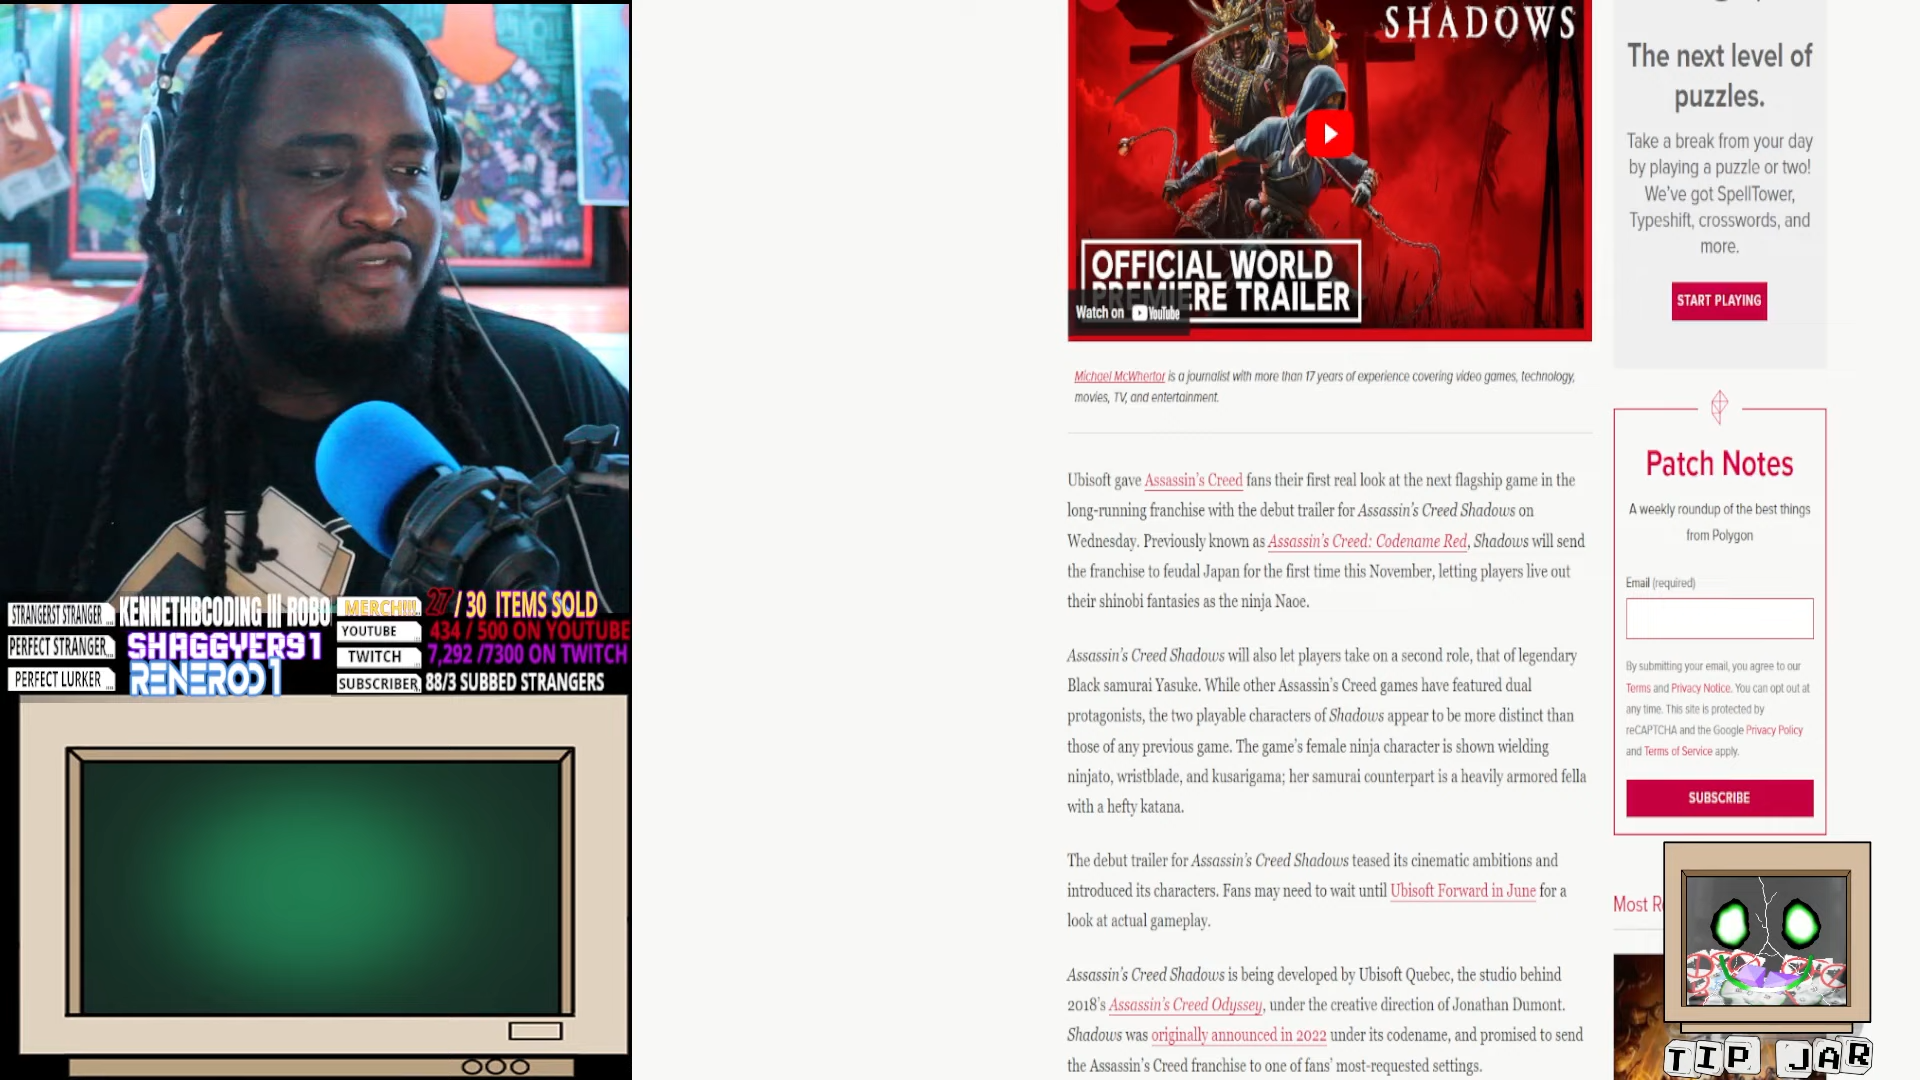 STRANGERST STRANGER
KENNETHBCODING III ROBO
PERFECT STRANGER
SHAGGYER91
PERFECT LURKER
RENEROD1
MERCH!!!
27/30 ITEMS SOLD
YOUTUBE
434 / 500 ON YOUTUBE
TWITCH
7,292 /7300 ON TWITCH
SUBSCRIBER
88/3 SUBBED STRANGERS
SHADOWS
OFFICIAL WORLD
PREMIERE TRAILER
Watch on YouTube
Michael McWhertor is a journalist with more than 17 years of experience covering video games, technology,
movies, TV, and entertainment.
Ubisoft gave Assassin's Creed fans their first real look at the next flagship game in the
long-running franchise with the debut trailer for Assassin's Creed Shadows on
Wednesday. Previously known as Assassin's Creed: Codename Red, Shadows will send
the franchise to feudal Japan for the first time this November, letting players live out
their shinobi fantasies as the ninja Naoe.
Assassin's Creed Shadows will also let players take on a second role, that of legendary
Black samurai Yasuke. While other Assassin's Creed games have featured dual
protagonists, the two playable characters of Shadows appear to be more distinct than
those of any previous game. The game's female ninja character is shown wielding
ninjato, wristblade, and kusarigama; her samurai counterpart is a heavily armored fella
with a hefty katana.
The debut trailer for Assassin's Creed Shadows teased its cinematic ambitions and
introduced its characters. Fans may need to wait until Ubisoft Forward in June for a
look at actual gameplay.
Assassin's Creed Shadows is being developed by Ubisoft Quebec, the studio behind
2018's Assassin's Creed Odyssey, under the creative direction of Jonathan Dumont.
Shadows was originally announced in 2022 under its codename, and promised to send
the Assassin's Creed franchise to one of fans' most-requested settings.
The next level of
puzzles.
Take a break from your day
by playing a puzzle or two!
We've got SpellTower,
Typeshift, crosswords, and
more.
START PLAYING
Patch Notes
A weekly roundup of the best things
from Polygon
Email (required)
By submitting your email, you agree to our
Terms and Privacy Notice. You can opt out at
any time. This site is protected by
reCAPTCHA and the Google Privacy Policy
and Terms of Service apply.
SUBSCRIBE
Most R
TIP JAR